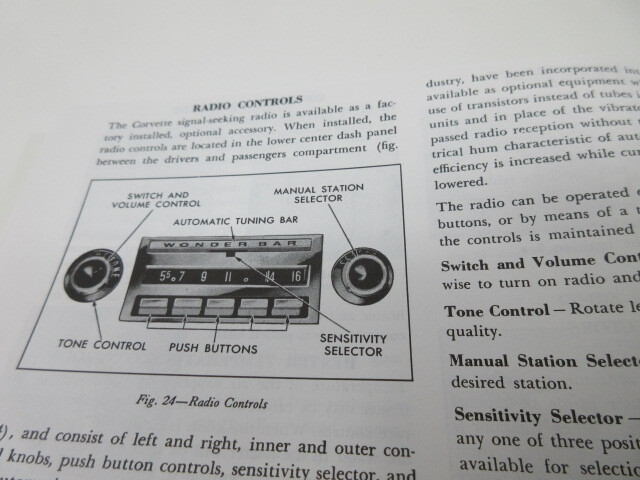 RADIO CONTROLS
The Corvette signal-seeking radio is available as a fac-
tory installed, optional accessory. When installed, the
radio controls are located in the lower center dash panel
between the drivers and passengers compartment (fig.
SWITCH AND
VOLUME CONTROL
MANUAL STATION
SELECTOR
AUTOMATIC TUNING BAR
WONDER BAR
TONE
55 7 9 11 14 16
TONE CONTROL
PUSH BUTTONS
SENSITIVITY
SELECTOR
Fig. 24—Radio Controls
), and consist of left and right, inner and outer con-
knobs, push button controls, sensitivity selector, and
dustry, have been incorporated
available as optional equipment
use of transistors instead of tubes
units and in place of the
passed radio reception without
trical hum characteristic of
efficiency is increased while
lowered.
The radio can be operated
buttons, or by means of a
the controls is maintained
Switch and Volume
wise to turn on radio and
Tone Control — Rotate
quality.
Manual Station
desired station.
Sensitivity Selector —
any one of three
available for